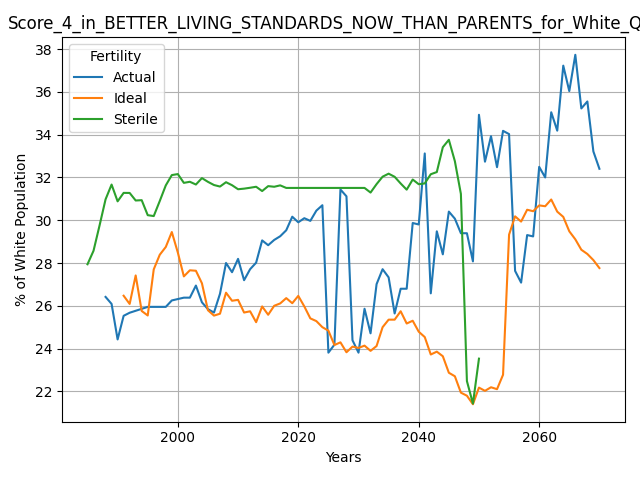 Score_4_in_BETTER_LIVING_STANDARDS_NOW_THAN_PARENTS_for_White_Q
Fertility
Actual
Ideal
Sterile
% of White Population
38
36
34
32
30
28
26
24
22
2000
2020
2040
2060
Years